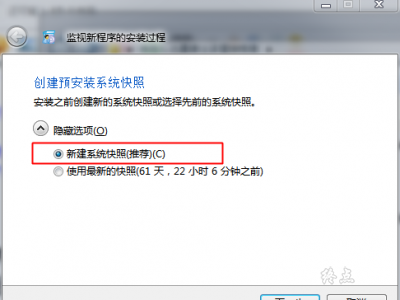 监视新程序的安装过程
创建预安装系统快照
安装之前创建新的系统快照或选择先前的系统快照。
隐藏选项(O)
新建系统快照(推荐)(C)
使用最新的快照(61 天，22 小时 6 分钟之前)
终点